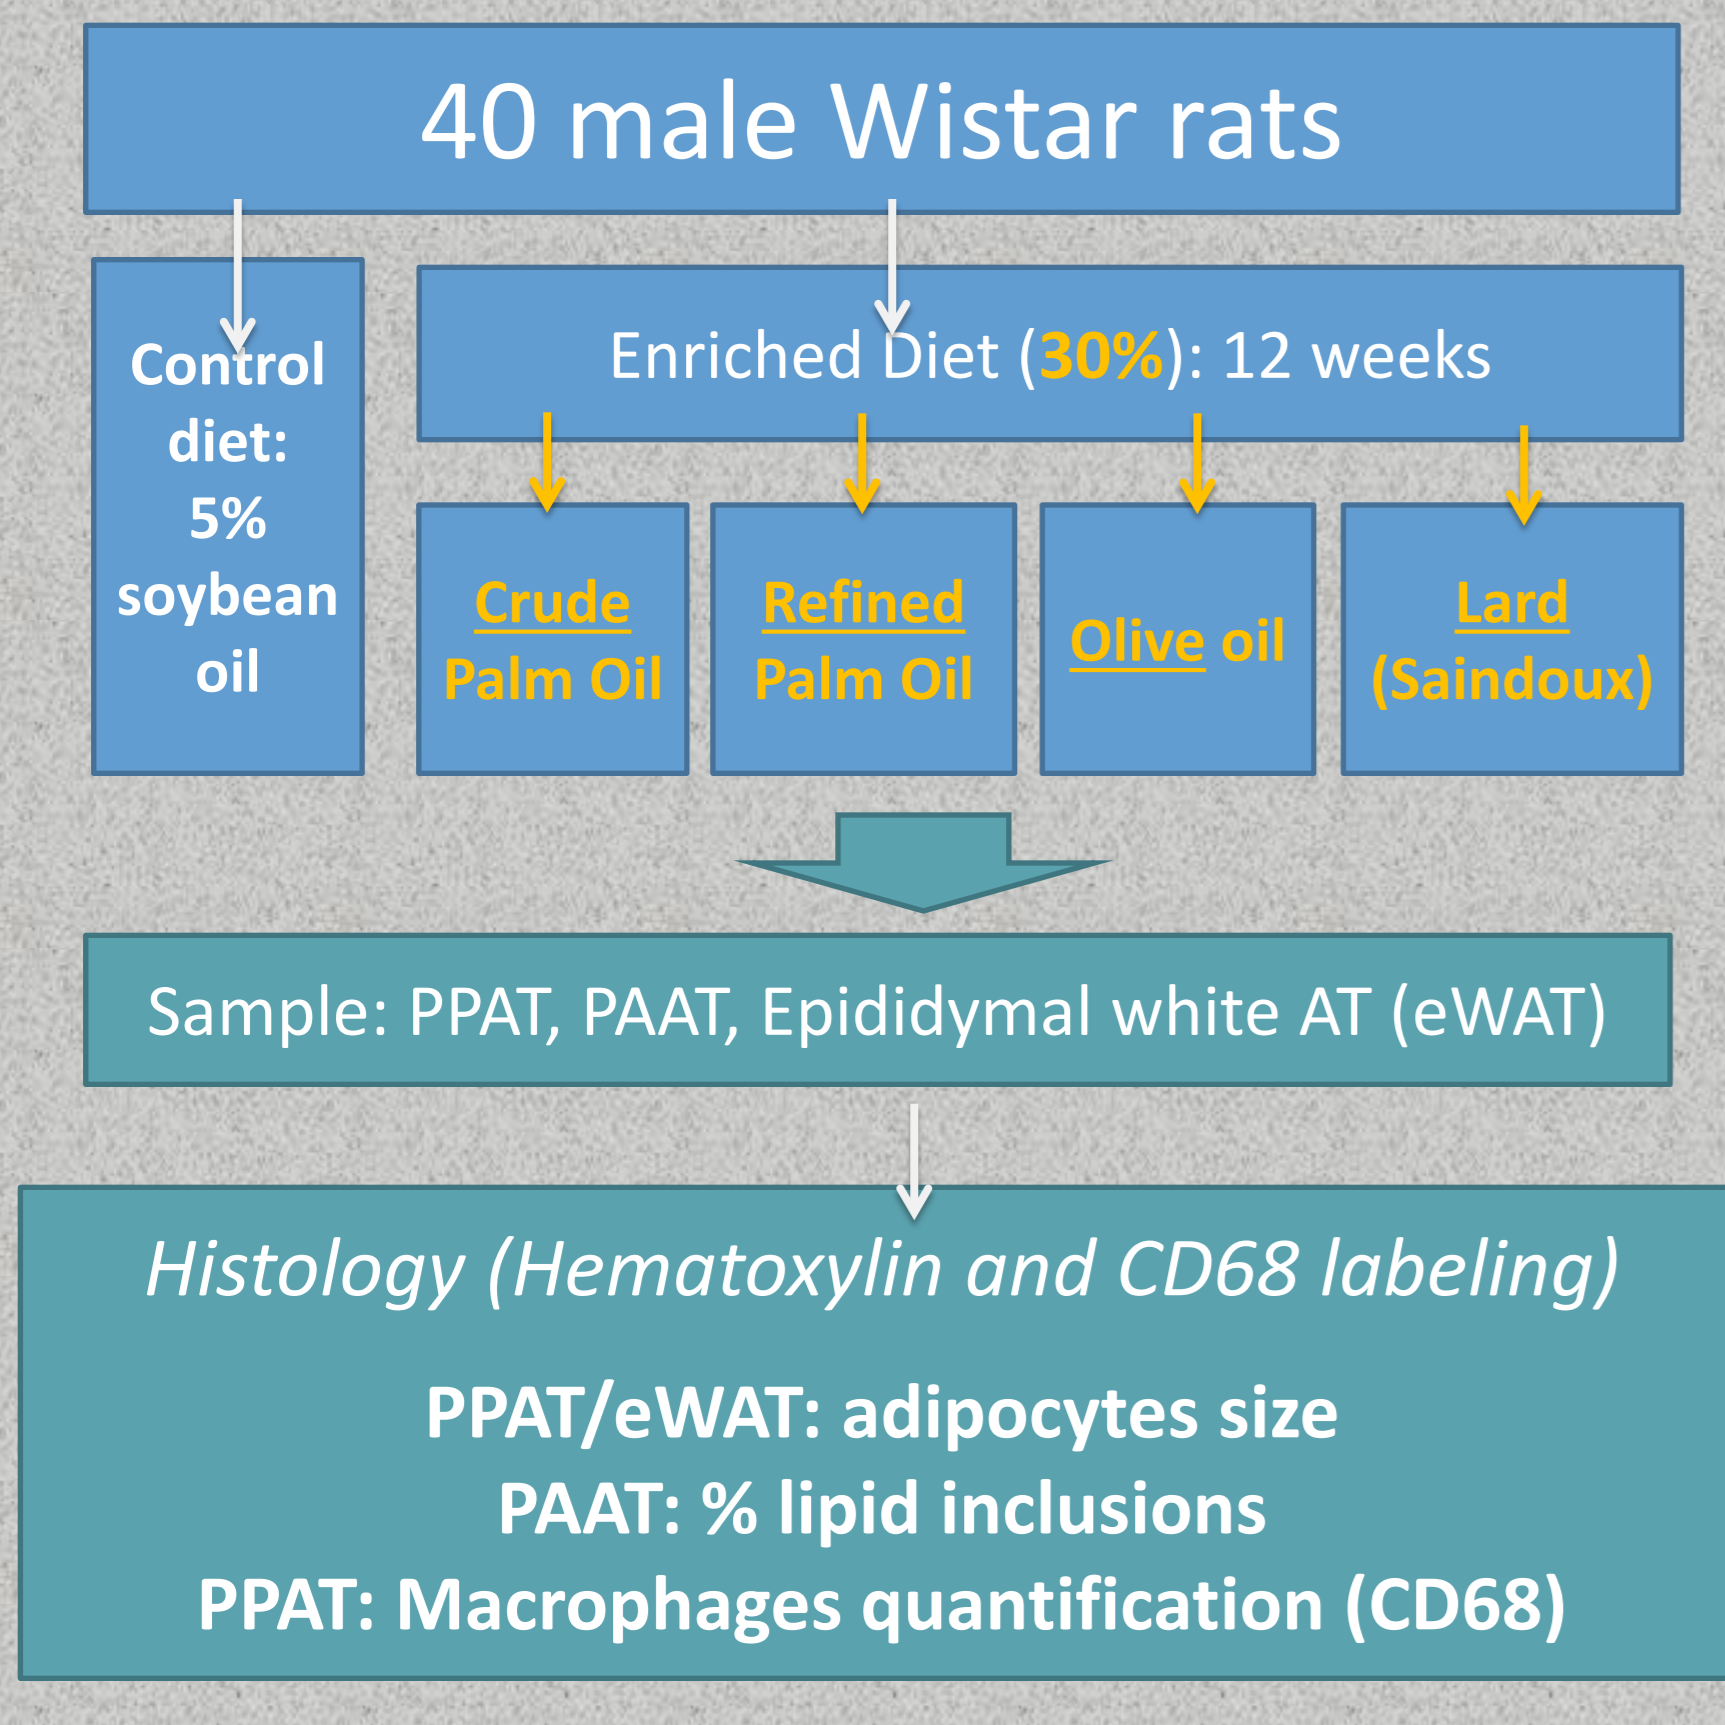 40 male Wistar rats
Control
diet:
5%
soybean
oil
Enriched Diet (30%): 12 weeks
Crude
Palm Oil
Refined
Palm Oil
Olive oil
Lard
(Saindoux)
Sample: PPAT, PAAT, Epididymal white AT (eWAT)
Histology (Hematoxylin and CD68 labeling)
PPAT/eWAT: adipocytes size
PAAT: % lipid inclusions
PPAT: Macrophages quantification (CD68)